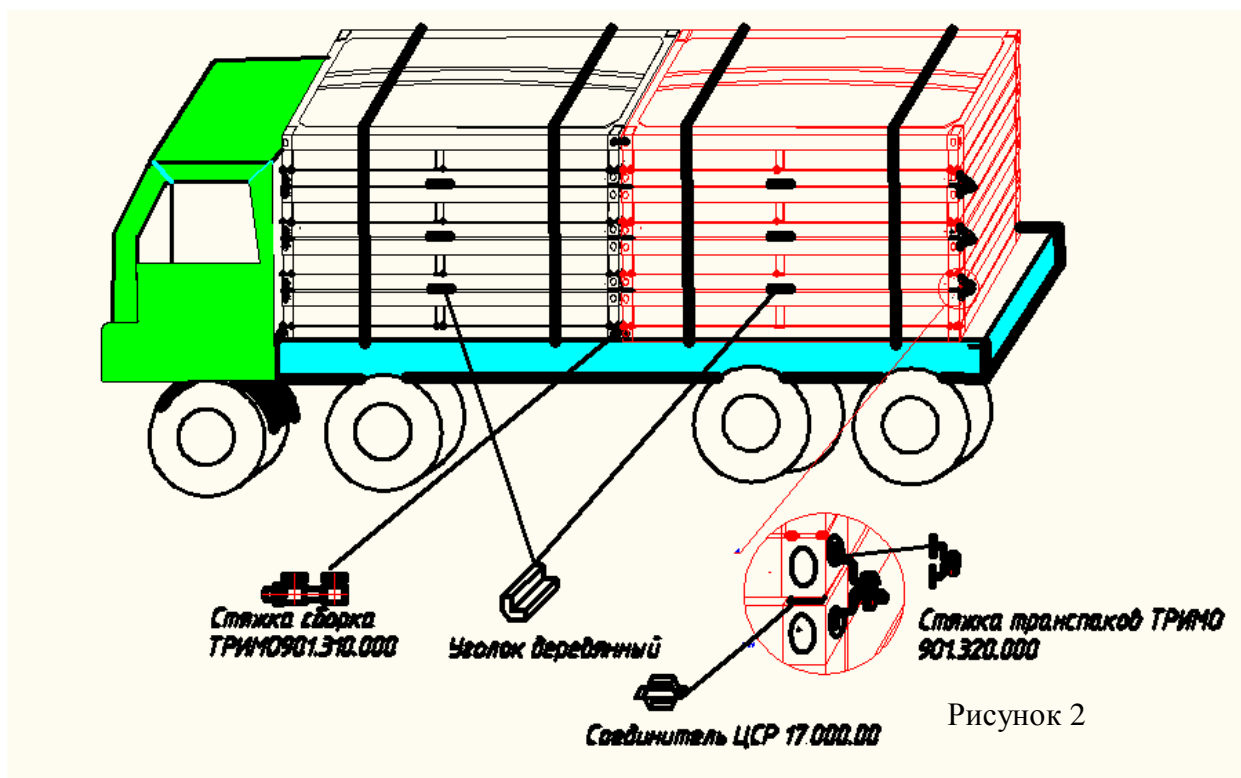 Стяжка сборка
ТРИМО901.310.000
Уголок деревянный
Стяжка транспаков ТРИМО
901.320.000
Соединитель ЦСР 17.000.00
Рисунок 2